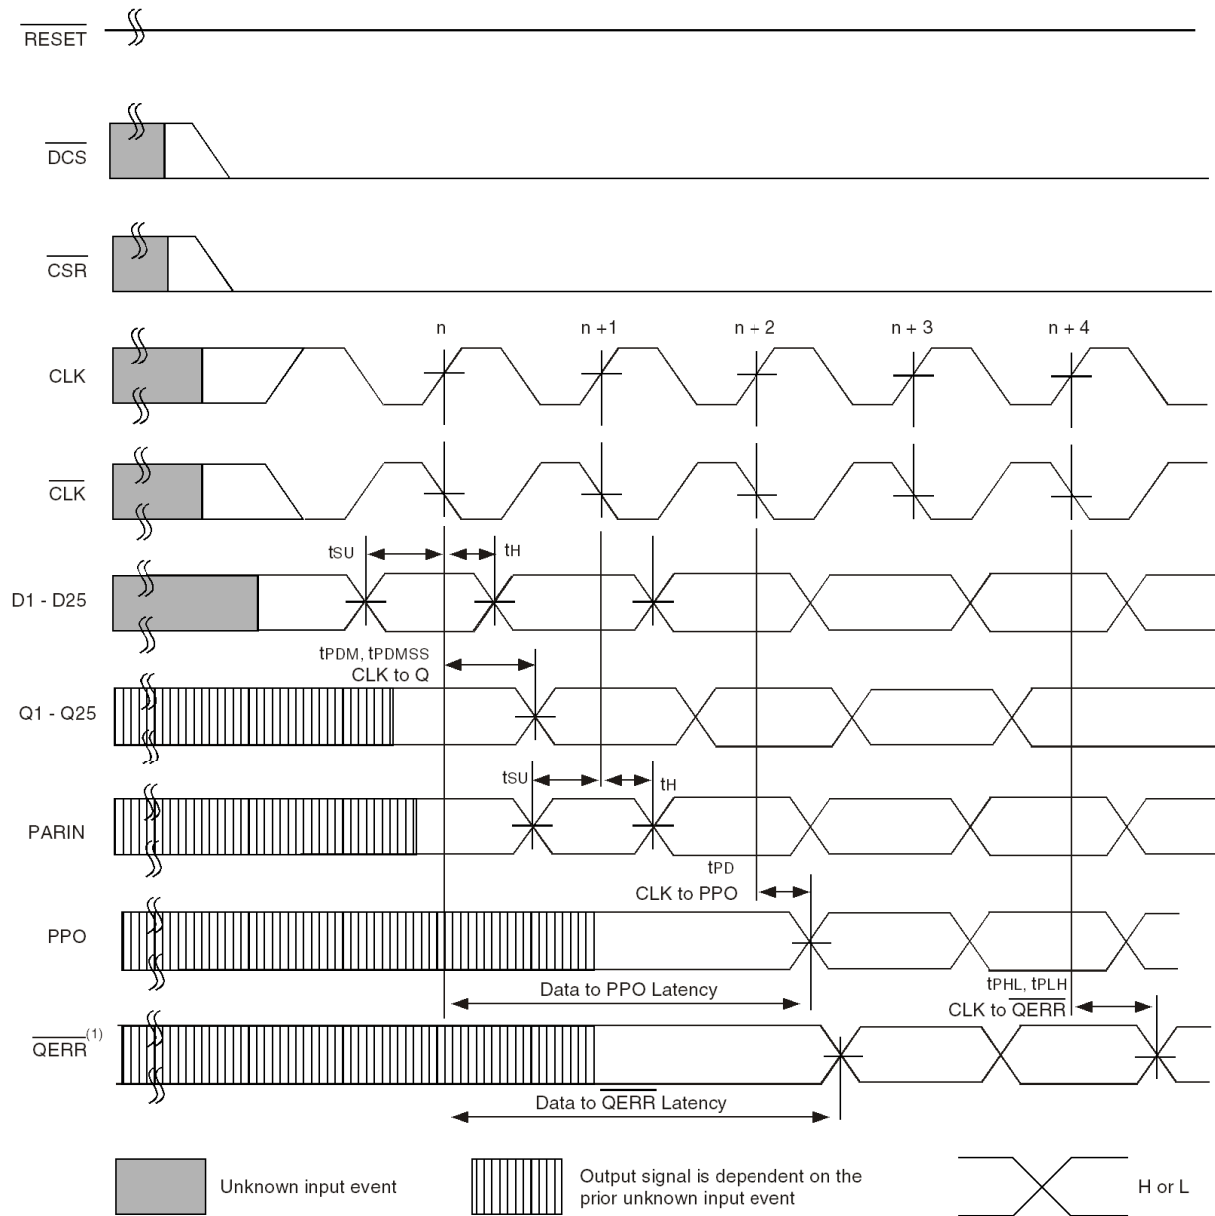 RESET
DCS
CSR
n
n +1
n + 2
n + 3
n + 4
CLK
CLK
tSU
tH
D1 - D25
tPDM, tPDMSS
CLK to Q
Q1 - Q25
tSU
tH
PARIN
tPD
CLK to PPO
PPO
Data to PPO Latency
tPHL, tPLH
CLK to QERR
QERR(1)
Data to QERR Latency
Unknown input event
Output signal is dependent on the
prior unknown input event
H or L